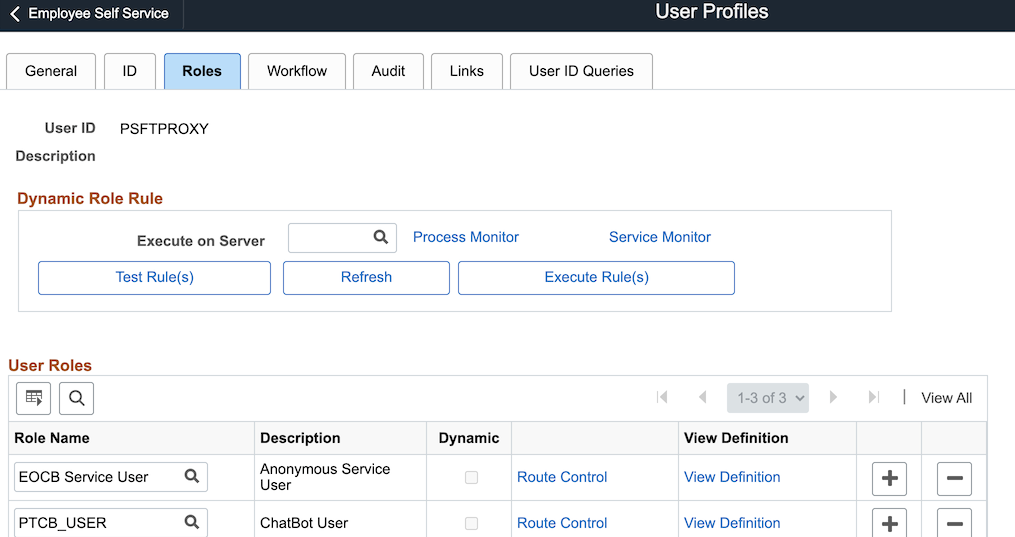 Employee Self Service User Profiles
General ID Roles Workflow Audit Links User ID Queries
User ID PSFTPROXY
Description
Dynamic Role Rule
Execute on Server Process Monitor Service Monitor
Test Rule(s) Refresh Execute Rule(s)
User Roles
1-3 of 3 | View All
Role Name Description Dynamic View Definition
EOCB Service User Anonymous Service User Route Control View Definition
PTCB_USER ChatBot User Route Control View Definition